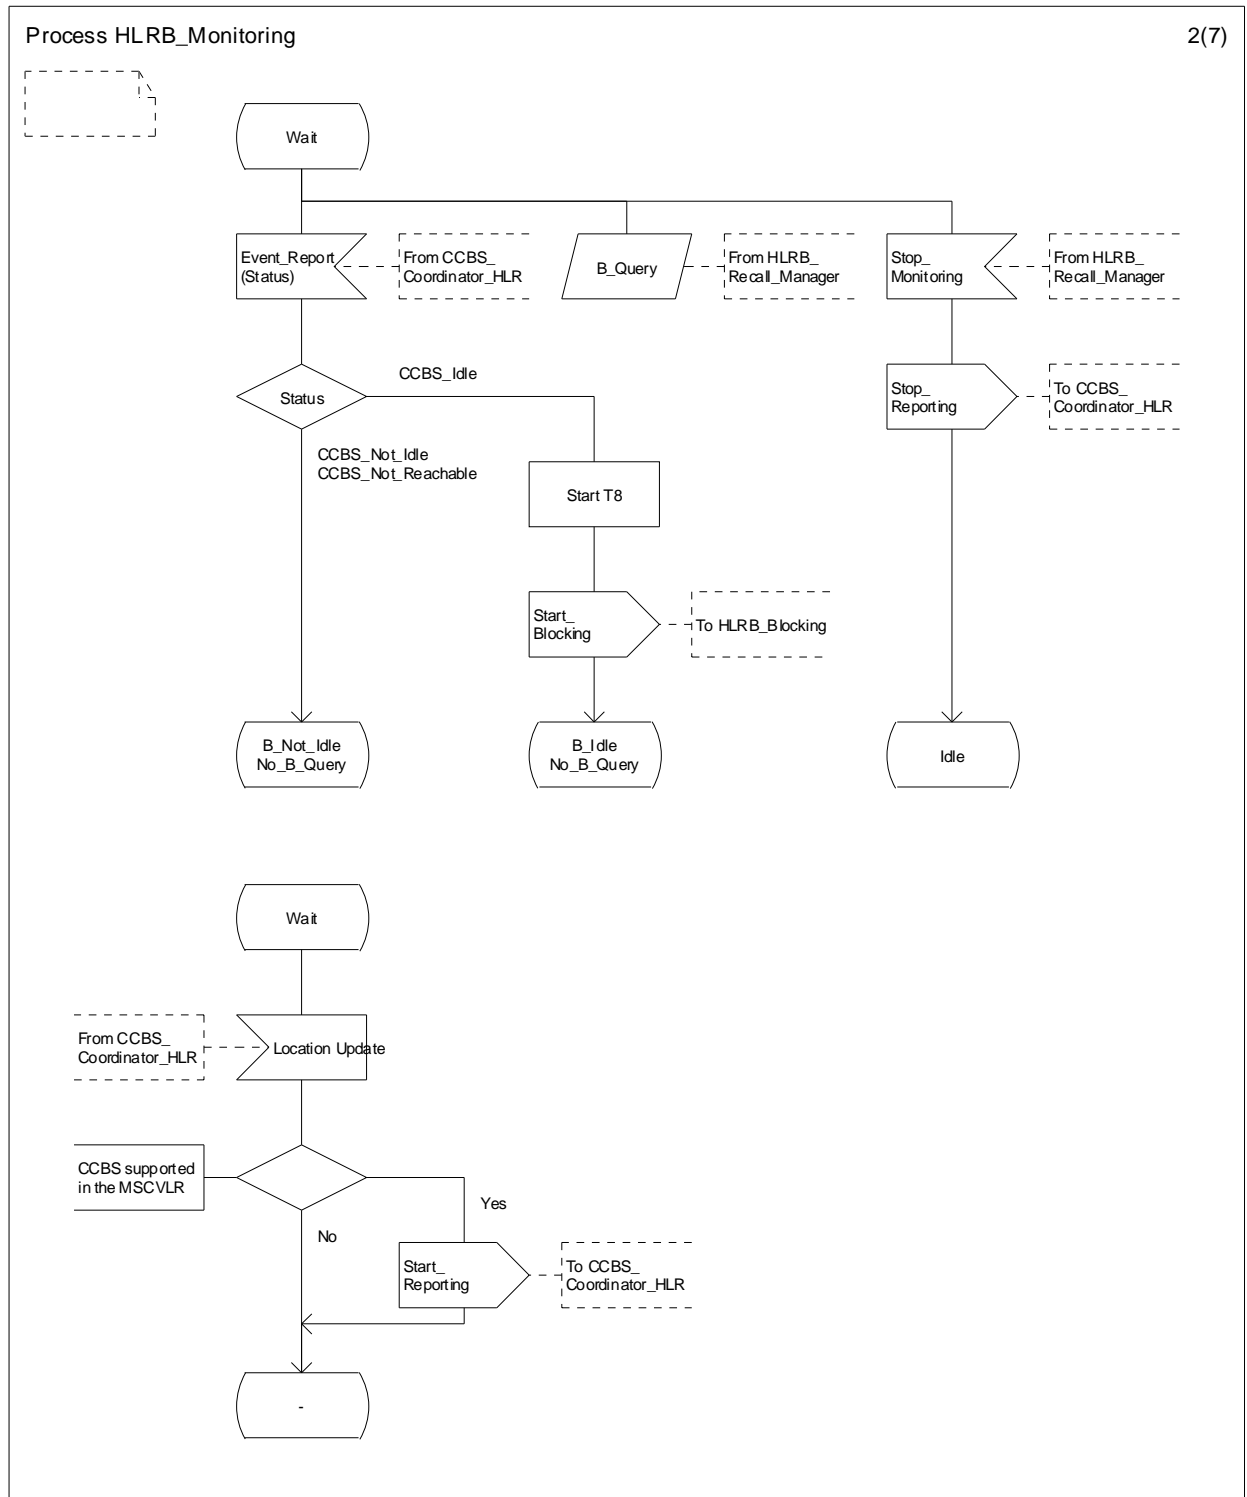 Process HLRB_Monitoring
2(7)
Wait
Event_Report
(Status)
From CCBS_
Coordinator_HLR
B_Query
From HLRB_
Recall_Manager
Stop_
Monitoring
From HLRB_
Recall_Manager
Status
CCBS_Idle
Stop_
Reporting
To CCBS_
Coordinator_HLR
CCBS_Not_Idle
CCBS_Not_Reachable
Start T8
Start_
Blocking
To HLRB_Blocking
B_Not_Idle
No_B_Query
B_Idle
No_B_Query
Idle
Wait
From CCBS_
Coordinator_HLR
Location Update
CCBS supported
in the MSCVLR
Yes
No
Start_
Reporting
To CCBS_
Coordinator_HLR
-